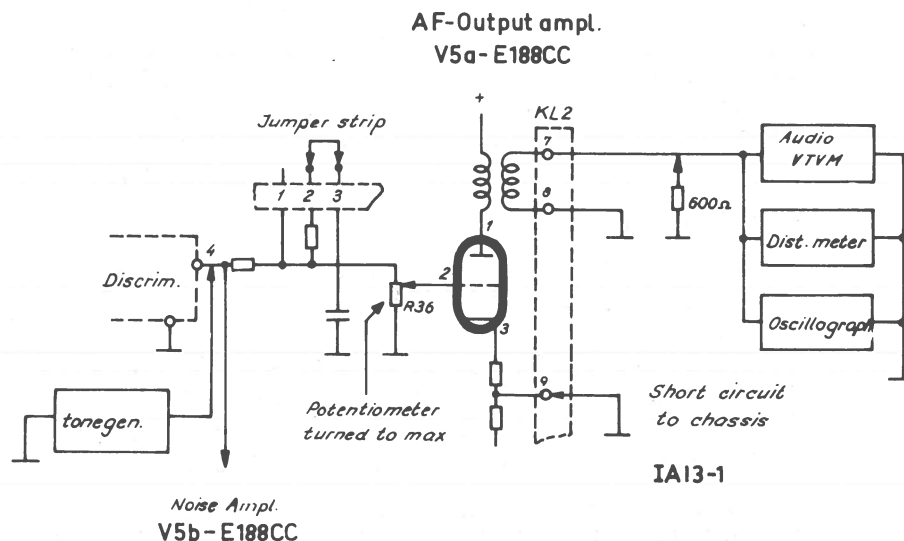 AF-Output ampl.
V5a-E188CC
+
KL2
Jumper strip
1 2 3
7
8
Audio
VTVM
600Ω
Dist. meter
Oscillograph
1
2
3
4
Discrim.
R36
9
Potentiometer
turned to max
Short circuit
to chassis
tonegen.
IA13-1
Noise Ampl.
V5b-E188CC